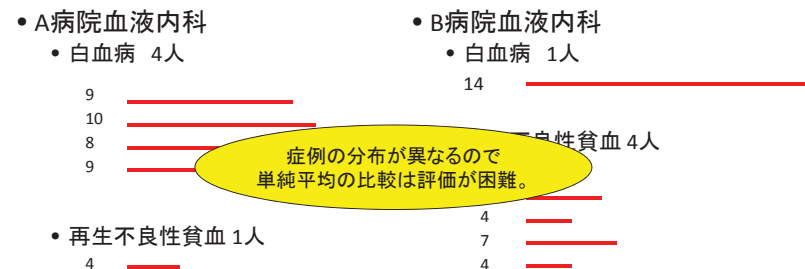 • A病院血液内科
• 白血病 4人
9
10
8
9
• 再生不良性貧血 1人
4
• B病院血液内科
• 白血病 1人
14
不良性貧血 4人
4
7
4
症例の分布が異なるので
単純平均の比較は評価が困難。